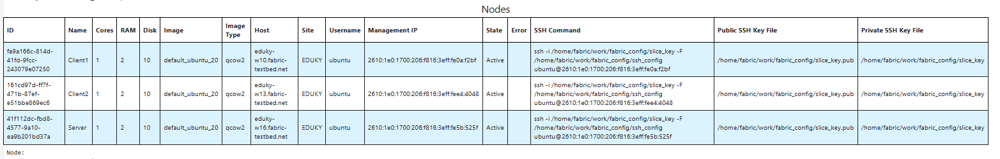 Nodes
ID Name Cores RAM Disk Image Image Type Host Site Username Management IP State Error SSH Command Public SSH Key File Private SSH Key File
fa9a166c-814d-41fd-9fcc-243079e07250 Client1 1 2 10 default_ubuntu_20 qcow2 eduky-w10.fabric-testbed.net EDUKY ubuntu 2610:1e0:1700:206:f816:3eff:fe0a:f2bf Active ssh -i /home/fabric/work/fabric_config/slice_key -F /home/fabric/work/fabric_config/ssh_config ubuntu@2610:1e0:1700:206:f816:3eff:fe0a:f2bf /home/fabric/work/fabric_config/slice_key.pub /home/fabric/work/fabric_config/slice_key
161cd97d-ff7f-471b-87ef-e51bbe869ec6 Client2 1 2 10 default_ubuntu_20 qcow2 eduky-w13.fabric-testbed.net EDUKY ubuntu 2610:1e0:1700:206:f816:3eff:fee4:4048 Active ssh -i /home/fabric/work/fabric_config/slice_key -F /home/fabric/work/fabric_config/ssh_config ubuntu@2610:1e0:1700:206:f816:3eff:fee4:4048 /home/fabric/work/fabric_config/slice_key.pub /home/fabric/work/fabric_config/slice_key
41f112dc-fbd8-4577-9a10-ea9b201bd37a Server 1 2 10 default_ubuntu_20 qcow2 eduky-w16.fabric-testbed.net EDUKY ubuntu 2610:1e0:1700:206:f816:3eff:fe5b:525f Active ssh -i /home/fabric/work/fabric_config/slice_key -F /home/fabric/work/fabric_config/ssh_config ubuntu@2610:1e0:1700:206:f816:3eff:fe5b:525f /home/fabric/work/fabric_config/slice_key.pub /home/fabric/work/fabric_config/slice_key
Node: